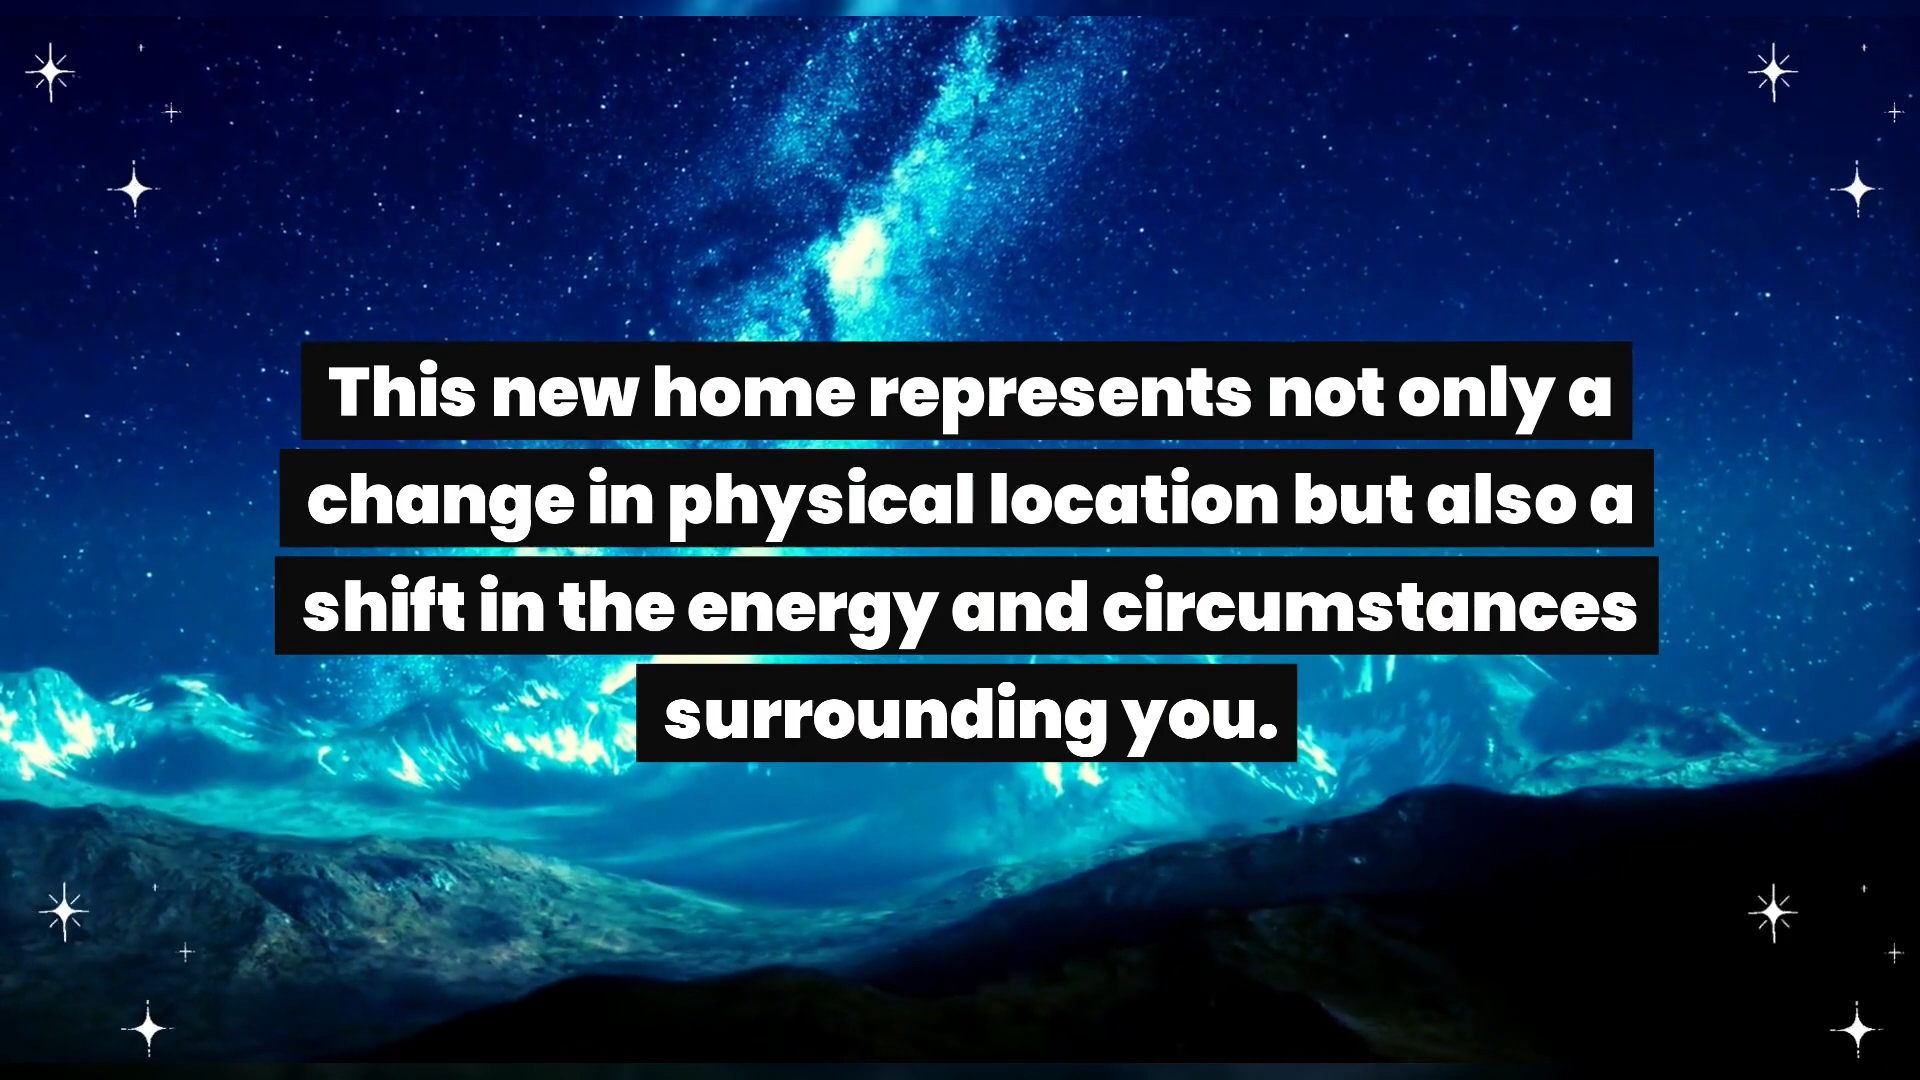 This new home represents not only a
change in physical location but also a
shift in the energy and circumstances
surrounding you.